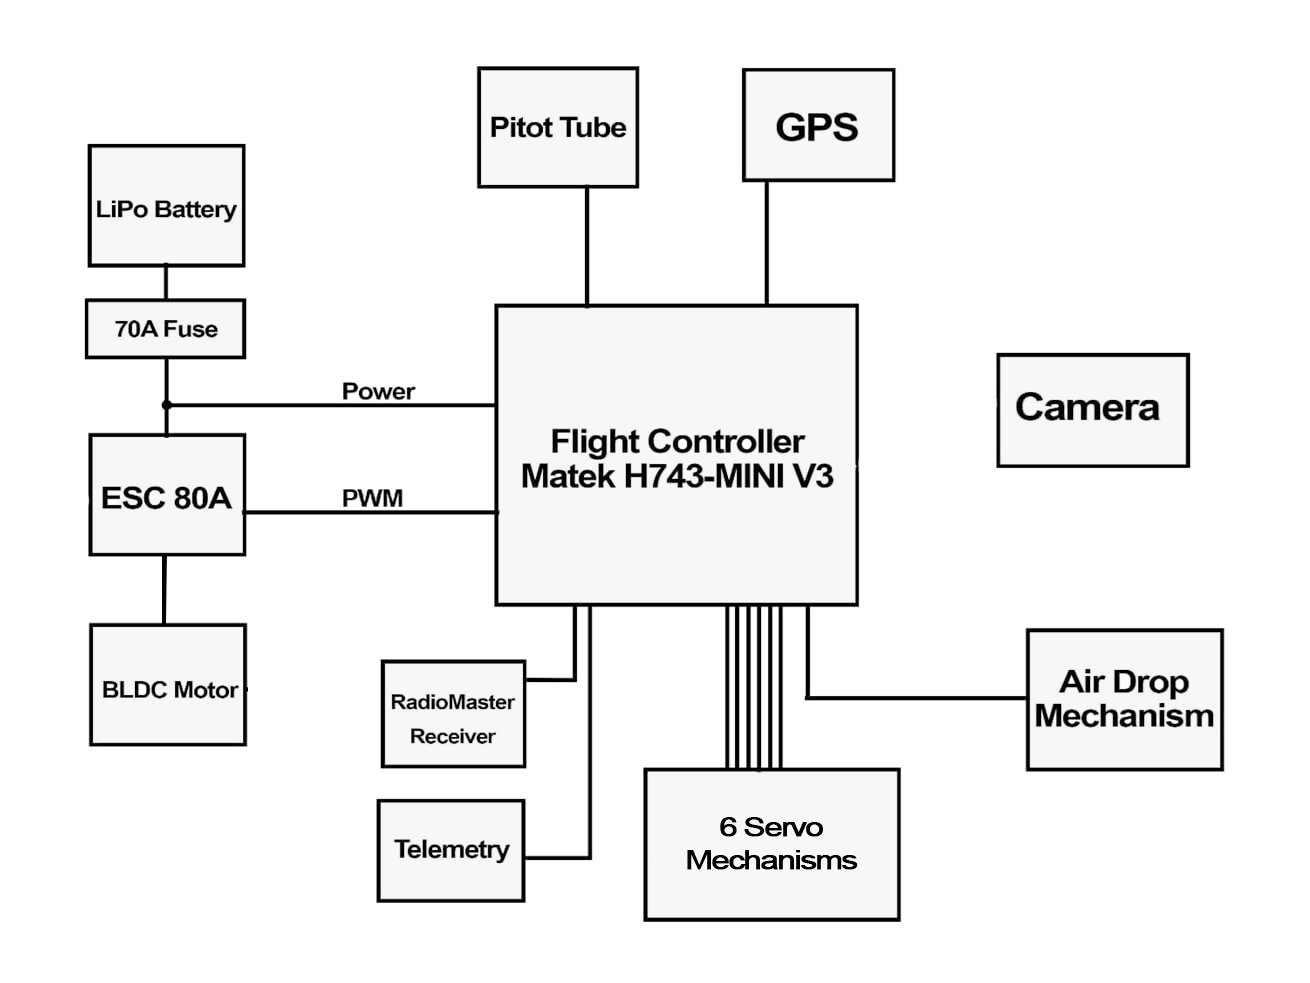 Pitot Tube
GPS
LiPo Battery
70A Fuse
Power
Flight Controller
Matek H743-MINI V3
Camera
ESC 80A
PWM
BLDC Motor
RadioMaster
Receiver
Air Drop
Mechanism
Telemetry
6 Servo
Mechanisms